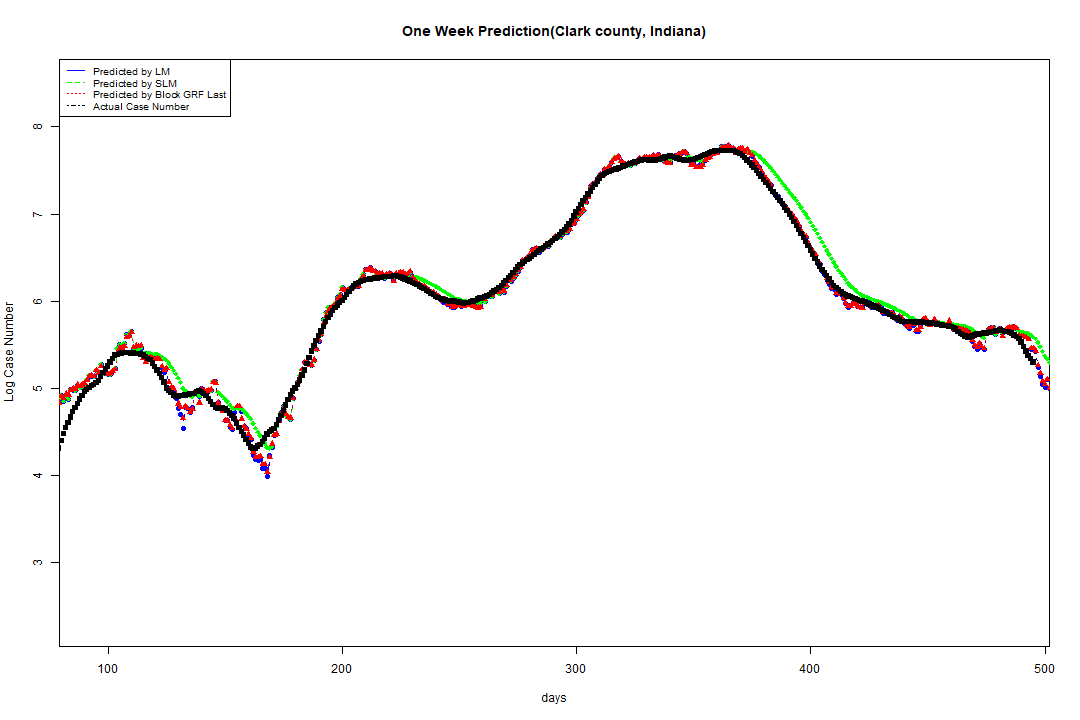 One Week Prediction(Clark county, Indiana)
Predicted by LM
Predicted by SLM
Predicted by Block GRF Last
Actual Case Number
8
7
6
5
4
3
Log Case Number
100 200 300 400 500
days